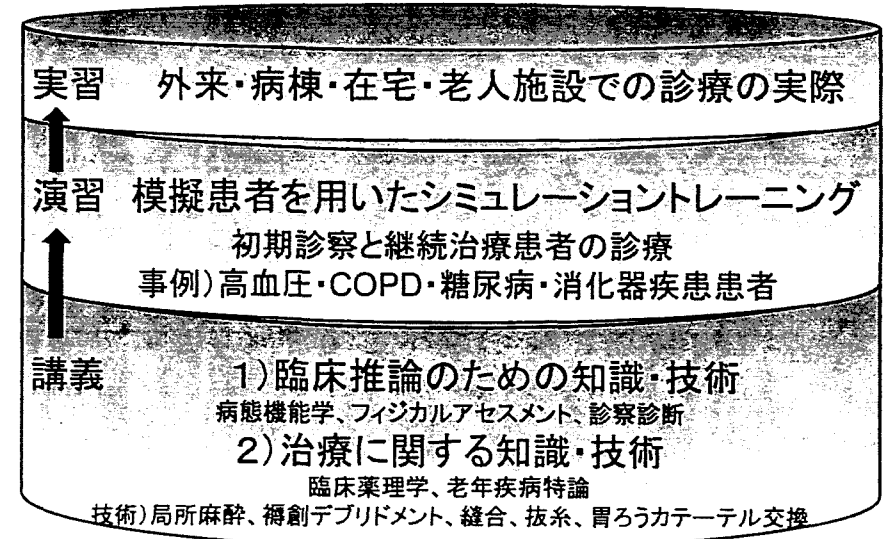 実習 外来・病棟・在宅・老人施設での診療の実際
演習 模擬患者を用いたシミュレーショントレーニング
初期診察と継続治療患者の診療
事例)高血圧・COPD・糖尿病・消化器疾患患者
講義 1)臨床推論のための知識・技術
病態機能学、フィジカルアセスメント、診察診断
2)治療に関する知識・技術
臨床薬理学、老年疾病特論
技術)局所麻酔、褥創デブリドメント、縫合、抜糸、胃ろうカテーテル交換